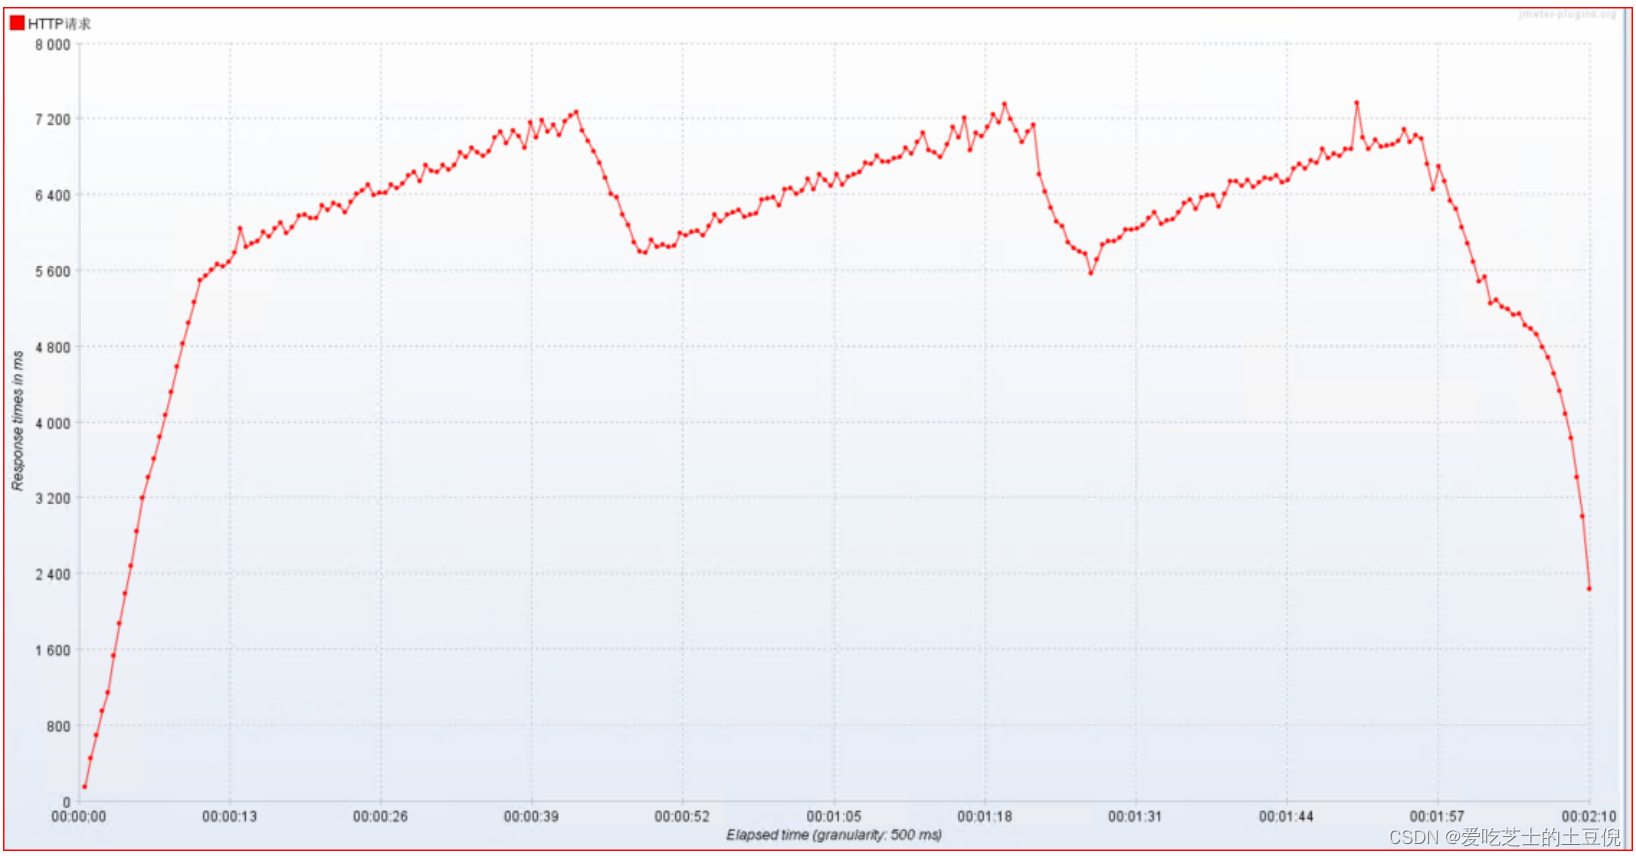 jmeter-plugins.org
HTTP请求
8 000
7 200
6 400
5 600
4 800
4 000
3 200
2 400
1 600
800
0
Response times in ms
00:00:00 00:00:13 00:00:26 00:00:39 00:00:52 00:01:05 00:01:18 00:01:31 00:01:44 00:01:57 00:02:10
Elapsed time (granularity: 500 ms)
CSDN @爱吃芝士的土豆倪